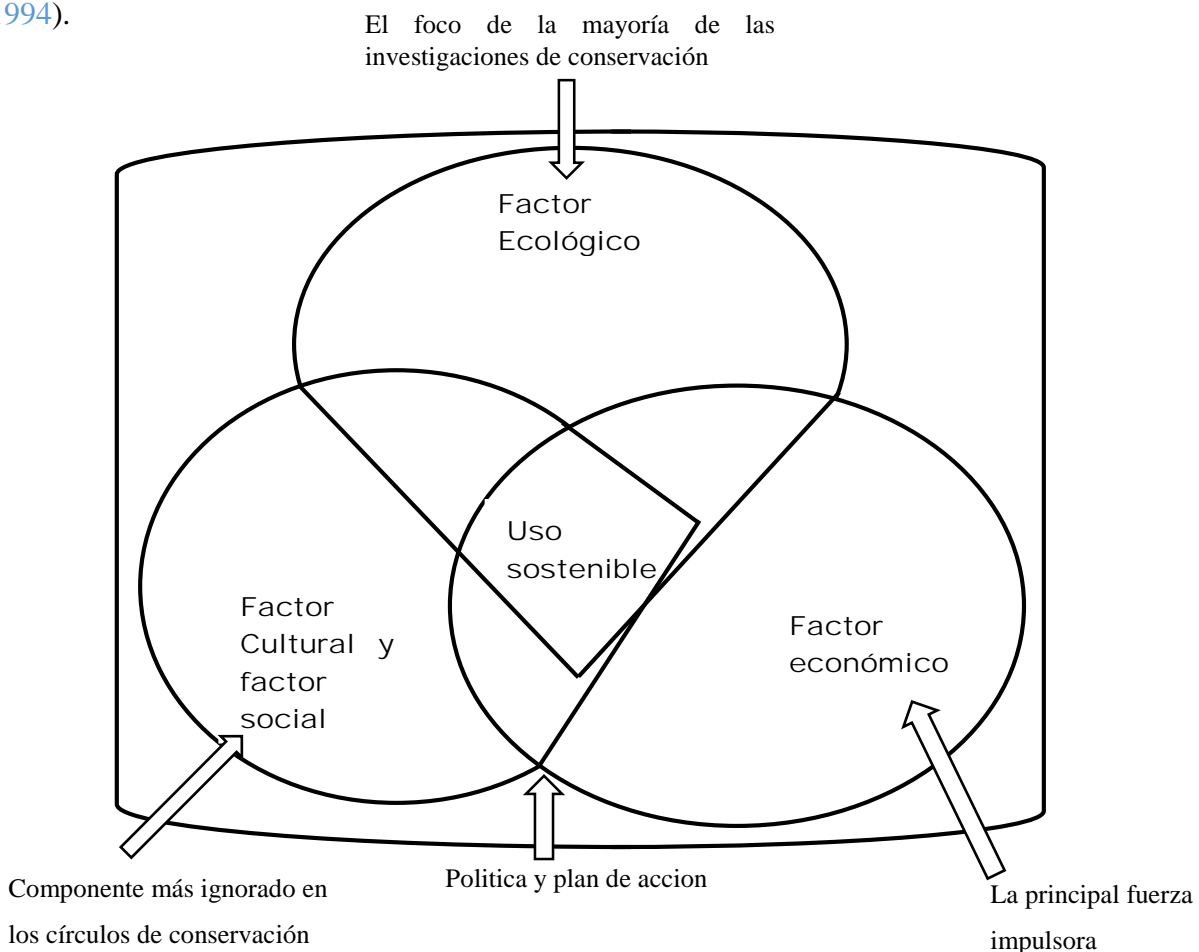 994).
El foco de la mayoría de las
investigaciones de conservación
Factor
Ecológico
Uso
sostenible
Factor
Cultural y
factor
social
Factor
económico
Componente más ignorado en
los círculos de conservación
Politica y plan de accion
La principal fuerza
impulsora